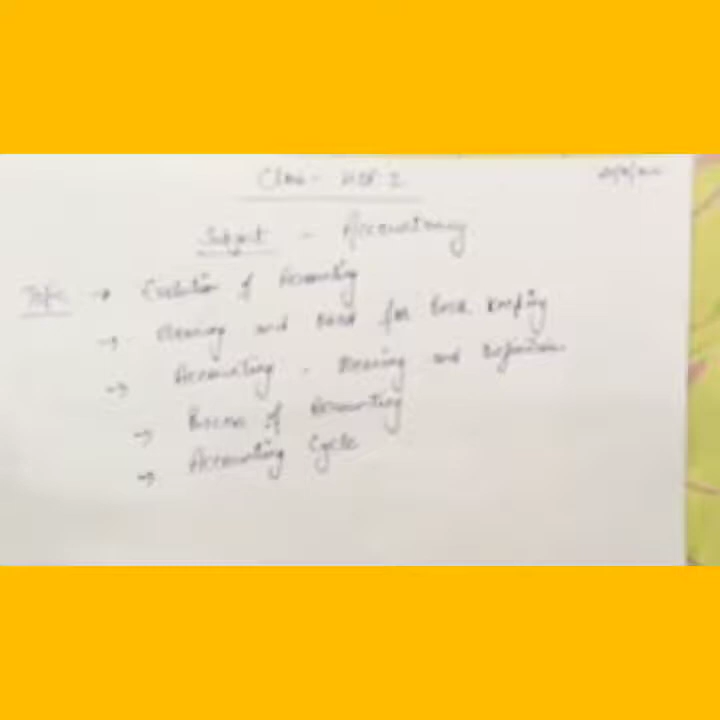 Class -
Subject - Accountancy
Topic → Evolution of Accounting
→ Meaning and Need for Book Keeping
→ Accounting - Meaning and Definition
→ Process of Accounting
→ Accounting Cycle